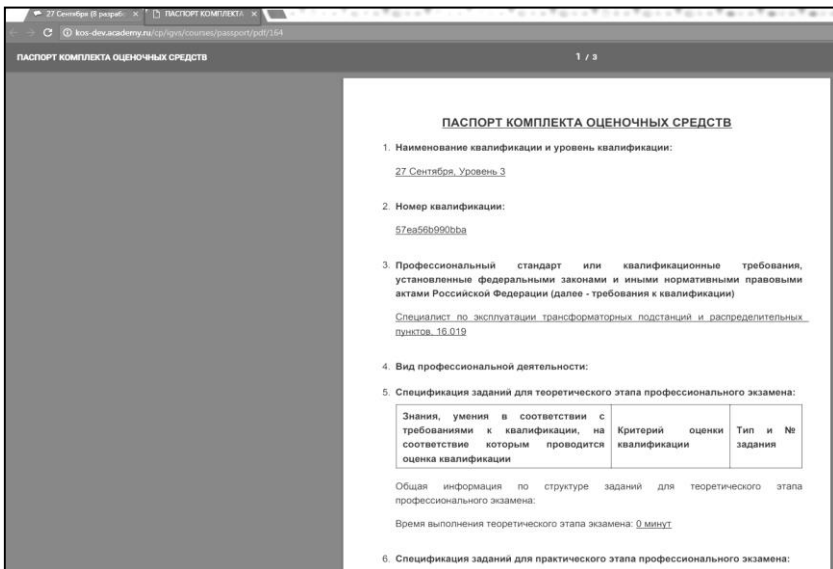 27 Сентября (8 разраб
ПАСПОРТ КОМПЛЕКТА
kos-dev.academy.ru/cp/igvs/courses/passport/pdf/164
ПАСПОРТ КОМПЛЕКТА ОЦЕНОЧНЫХ СРЕДСТВ
1 / 3
ПАСПОРТ КОМПЛЕКТА ОЦЕНОЧНЫХ СРЕДСТВ
1. Наименование квалификации и уровень квалификации:
27 Сентября, Уровень 3
2. Номер квалификации:
57ea56b990bba
3. Профессиональный стандарт или квалификационные требования,
установленные федеральными законами и иными нормативными правовыми
актами Российской Федерации (далее - требования к квалификации)
Специалист по эксплуатации трансформаторных подстанций и распределительных
пунктов, 16.019
4. Вид профессиональной деятельности:
5. Спецификация заданий для теоретического этапа профессионального экзамена:
Знания, умения в соответствии с
требованиями к квалификации, на
соответствие которым проводится
оценка квалификации
Критерий оценки
квалификации
Тип и №
задания
Общая информация по структуре заданий для теоретического этапа
профессионального экзамена:
Время выполнения теоретического этапа экзамена: 0 минут
6. Спецификация заданий для практического этапа профессионального экзамена: